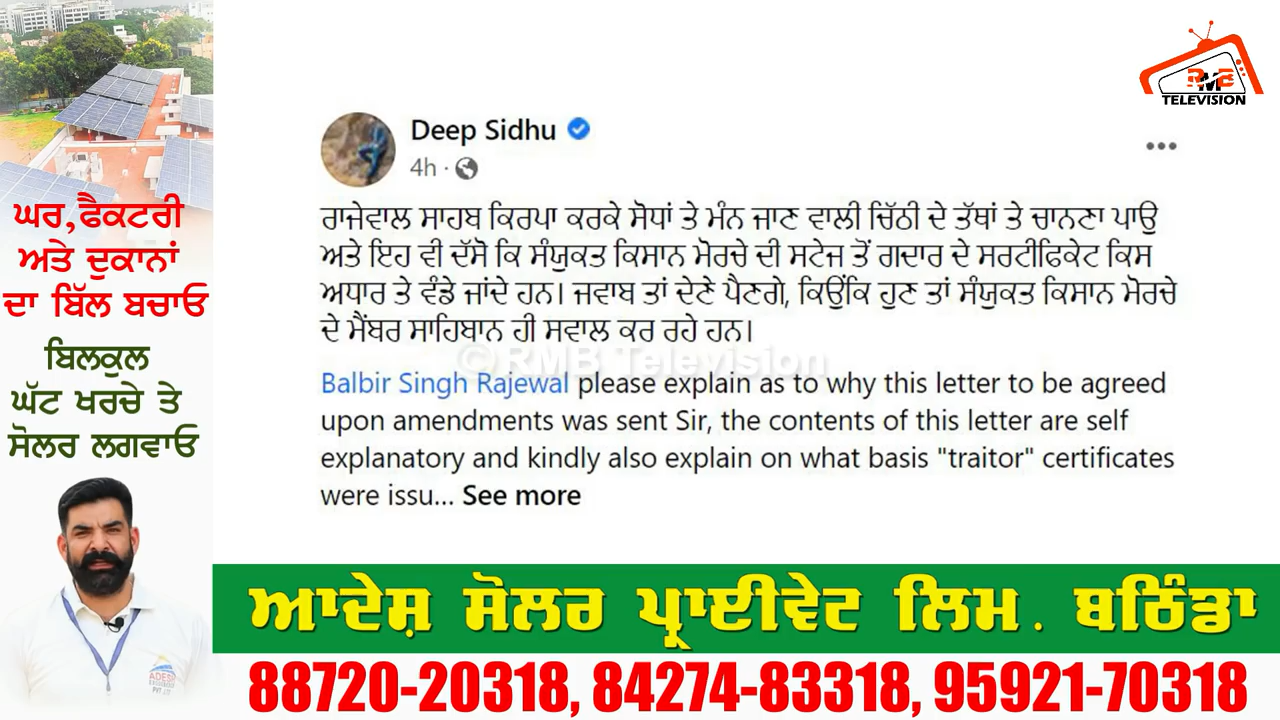 RMB
TELEVISION
Deep Sidhu
4h ·
ਰਾਜੇਵਾਲ ਸਾਹਬ ਕਿਰਪਾ ਕਰਕੇ ਸੋਧਾਂ ਤੇ ਮੰਨ ਜਾਣ ਵਾਲੀ ਚਿੱਠੀ ਦੇ ਤੱਥਾਂ ਤੇ ਚਾਨਣਾ ਪਾਉ
ਅਤੇ ਇਹ ਵੀ ਦੱਸੋ ਕਿ ਸੰਯੁਕਤ ਕਿਸਾਨ ਮੋਰਚੇ ਦੀ ਸਟੇਜ ਤੋਂ ਗਦਾਰ ਦੇ ਸਰਟੀਫਿਕੇਟ ਕਿਸ
ਅਧਾਰ ਤੇ ਵੰਡੇ ਜਾਂਦੇ ਹਨ। ਜਵਾਬ ਤਾਂ ਦੇਣੇ ਪੈਣਗੇ, ਕਿਉਂਕਿ ਹੁਣ ਤਾਂ ਸੰਯੁਕਤ ਕਿਸਾਨ ਮੋਰਚੇ
ਦੇ ਮੈਂਬਰ ਸਾਹਿਬਾਨ ਹੀ ਸਵਾਲ ਕਰ ਰਹੇ ਹਨ।
© RMB Television
Balbir Singh Rajewal please explain as to why this letter to be agreed
upon amendments was sent Sir, the contents of this letter are self
explanatory and kindly also explain on what basis "traitor" certificates
were issu... See more
ਘਰ,ਫੈਕਟਰੀ
ਅਤੇ ਦੁਕਾਨਾਂ
ਦਾ ਬਿੱਲ ਬਚਾਓ
ਬਿਲਕੁਲ
ਘੱਟ ਖਰਚੇ ਤੇ
ਸੋਲਰ ਲਗਵਾਓ
ADESH
ਆਦੇਸ਼ ਸੋਲਰ ਪ੍ਰਾਈਵੇਟ ਲਿਮ. ਬਠਿੰਡਾ
88720-20318, 84274-83318, 95921-70318